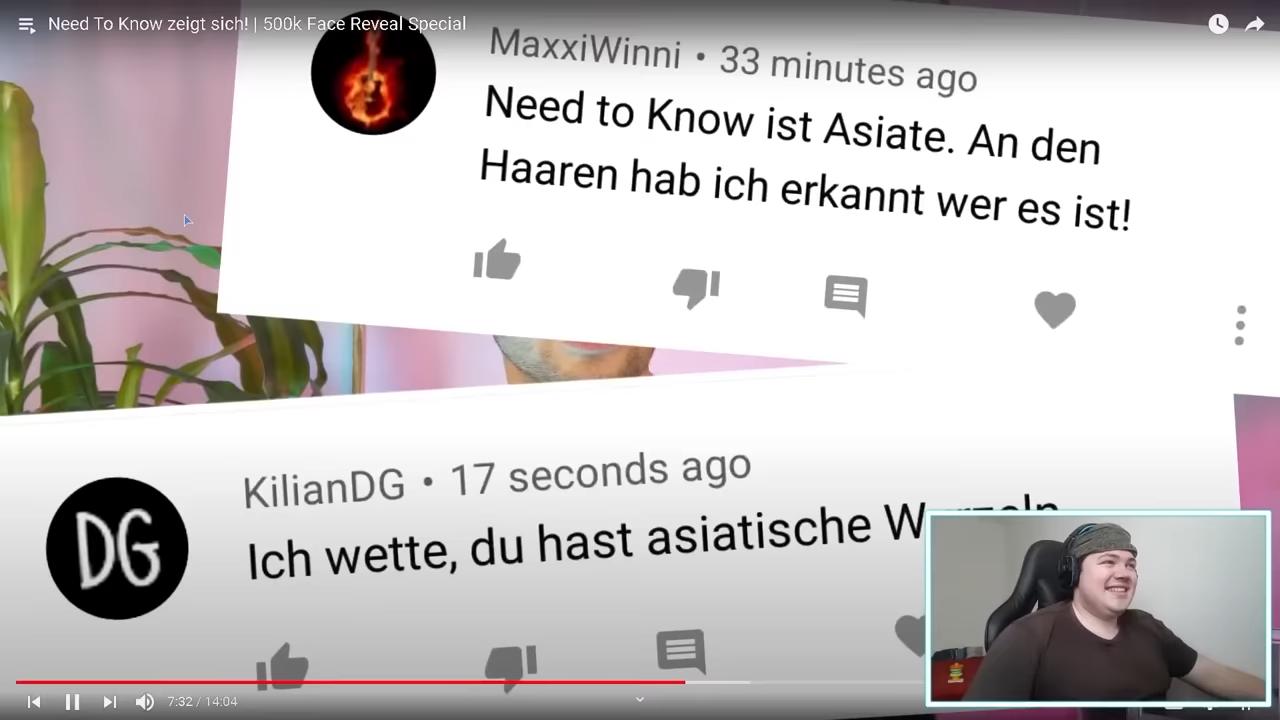 Need To Know zeigt sich! | 500k Face Reveal Special
MaxxiWinni • 33 minutes ago
Need to Know ist Asiate. An den
Haaren hab ich erkannt wer es ist!
KilianDG • 17 seconds ago
DG
Ich wette, du hast asiatische
7:32 / 14:04